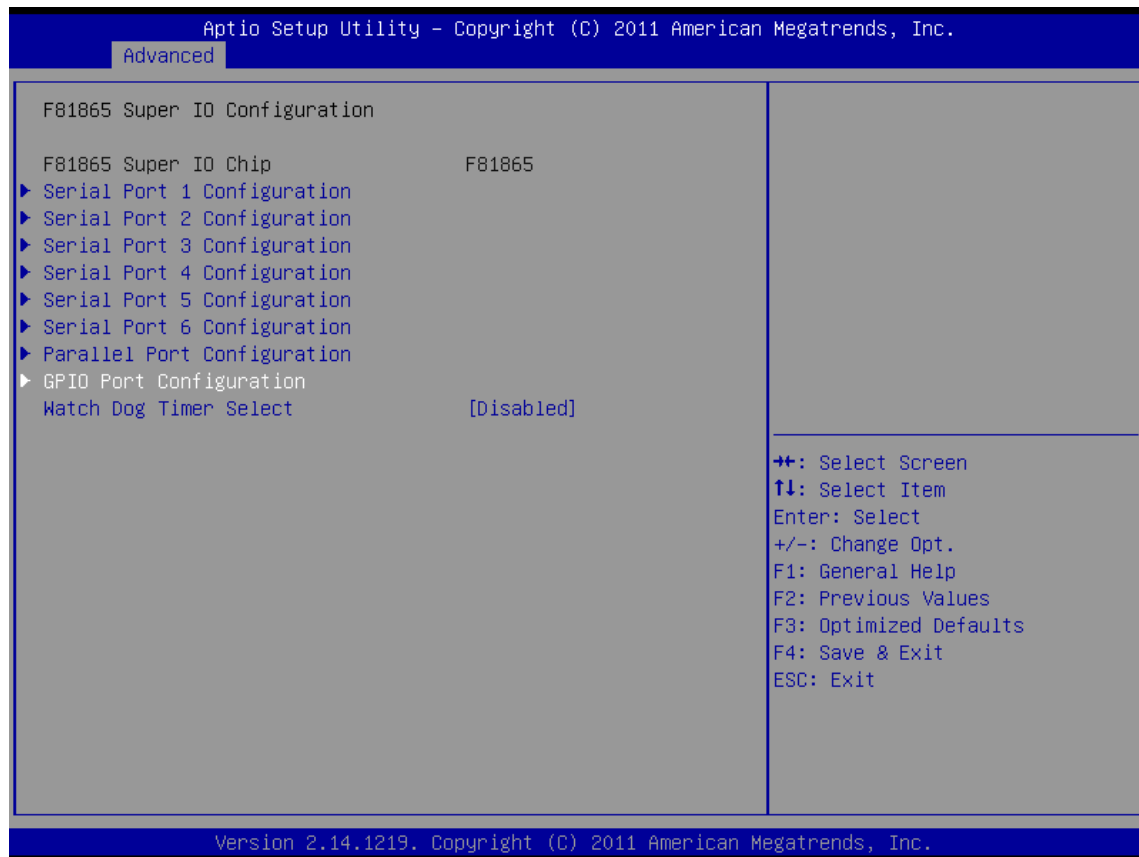 Aptio Setup Utility – Copyright (C) 2011 American Megatrends, Inc.
Advanced
F81865 Super IO Configuration
F81865 Super IO Chip F81865
Serial Port 1 Configuration
Serial Port 2 Configuration
Serial Port 3 Configuration
Serial Port 4 Configuration
Serial Port 5 Configuration
Serial Port 6 Configuration
Parallel Port Configuration
GPIO Port Configuration
Watch Dog Timer Select [Disabled]
→←: Select Screen
↑↓: Select Item
Enter: Select
+/-: Change Opt.
F1: General Help
F2: Previous Values
F3: Optimized Defaults
F4: Save & Exit
ESC: Exit
Version 2.14.1219. Copyright (C) 2011 American Megatrends, Inc.